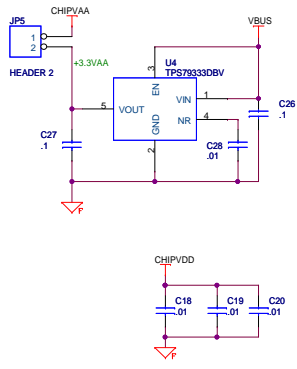 CHIPVAA
VBUS
JP5
1
2
HEADER 2
+3.3VAA
U4
TPS79333DBV
3
EN
5
VOUT
VIN
1
NR
4
GND
2
C26
.1
C27
.1
C28
.01
F
CHIPVDD
C18
.01
C19
.01
C20
.01
F